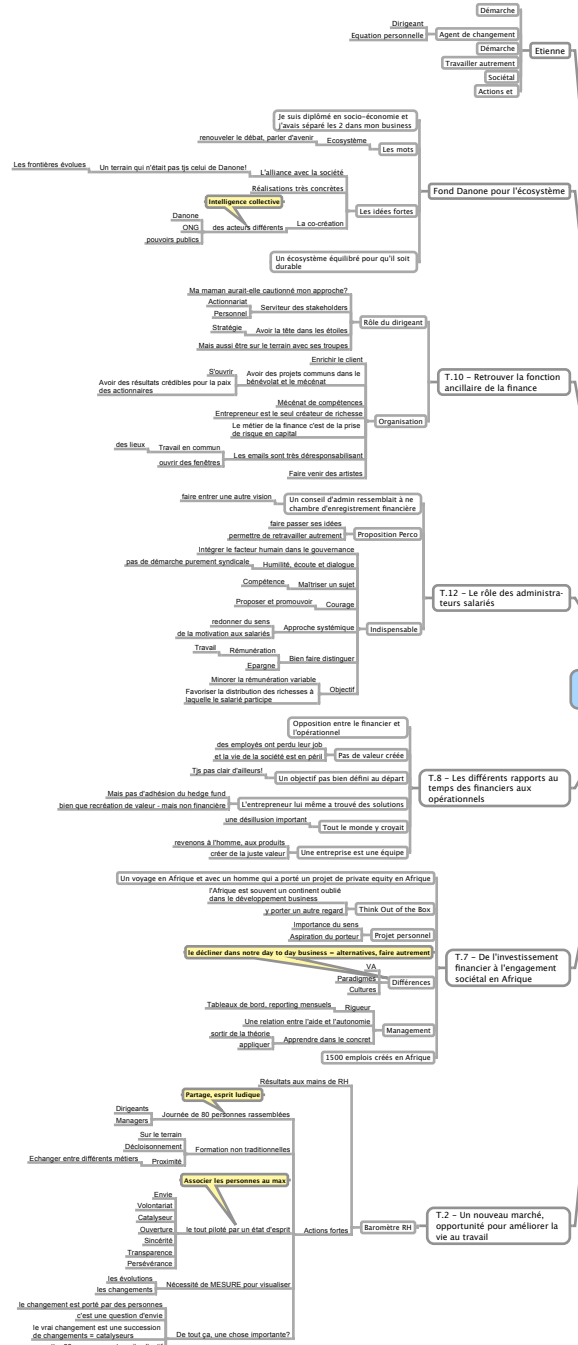 Démarche
Dirigeant
Equation personnelle
Agent de changement
Démarche
Travailler autrement
Sociétal
Actions et
Etienne
Je suis diplômé en socio-économie et
j'avais séparé les 2 dans mon business
renouveler le débat, parler d'avenir
Ecosystème
Les mots
Les frontières évolues
Un terrain qui n'était pas tjs celui de Danone!
L'alliance avec la société
Réalisations très concrètes
Intelligence collective
Danone
ONG
pouvoirs publics
des acteurs différents
La co-création
Les idées fortes
Un écosystème équilibré pour qu'il soit
durable
Fond Danone pour l'écosystème
Ma maman aurait-elle cautionné mon approche?
Actionnariat
Personnel
Serviteur des stakeholders
Stratégie
Avoir la tête dans les étoiles
Mais aussi être sur le terrain avec ses troupes
Rôle du dirigeant
Enrichir le client
S'ouvrir
Avoir des résultats crédibles pour la paix
des actionnaires
Avoir des projets communs dans le
bénévolat et le mécénat
Mécénat de compétences
Entrepreneur est le seul créateur de richesse
Le métier de la finance c'est de la prise
de risque en capital
des lieux
Travail en commun
ouvrir des fenêtres
Les emails sont très déresponsabilisant
Faire venir des artistes
Organisation
T.10 – Retrouver la fonction
ancillaire de la finance
faire entrer une autre vision
Un conseil d'admin ressemblait à ne
chambre d'enregistrement financière
faire passer ses idées
permettre de retravailler autrement
Proposition Perco
Intégrer le facteur humain dans le gouvernance
pas de démarche purement syndicale
Humilité, écoute et dialogue
Compétence
Maîtriser un sujet
Proposer et promouvoir
Courage
redonner du sens
de la motivation aux salariés
Approche systémique
Travail
Rémunération
Epargne
Bien faire distinguer
Minorer la rémunération variable
Favoriser la distribution des richesses à
laquelle le salarié participe
Objectif
Indispensable
T.12 – Le rôle des administra-
teurs salariés
Opposition entre le financier et
l'opérationnel
des employés ont perdu leur job
et la vie de la société est en péril
Pas de valeur créée
Tjs pas clair d'ailleurs!
Un objectif pas bien défini au départ
Mais pas d'adhésion du hedge fund
bien que recréation de valeur - mais non financière
L'entrepreneur lui même a trouvé des solutions
une désillusion important
Tout le monde y croyait
revenons à l'homme, aux produits
créer de la juste valeur
Une entreprise est une équipe
T.8 – Les différents rapports au
temps des financiers aux
opérationnels
Un voyage en Afrique et avec un homme qui a porté un projet de private equity en Afrique
l'Afrique est souvent un continent oublié
dans le développement business
y porter un autre regard
Think Out of the Box
Importance du sens
Aspiration du porteur
Projet personnel
le décliner dans notre day to day business = alternatives, faire autrement
VA
Paradigmes
Cultures
Différences
Tableaux de bord, reporting mensuels
Rigueur
Une relation entre l'aide et l'autonomie
sortir de la théorie
appliquer
Apprendre dans le concret
Management
1500 emplois créés en Afrique
T.7 – De l'investissement
financier à l'engagement
sociétal en Afrique
Résultats aux mains de RH
Partage, esprit ludique
Dirigeants
Managers
Journée de 80 personnes rassemblées
Sur le terrain
Décloisonnement
Echanger entre différents métiers
Proximité
Formation non traditionnelles
Associer les personnes au max
Envie
Volontariat
Catalyseur
Ouverture
Sincérité
Transparence
Persévérance
le tout piloté par un état d'esprit
les évolutions
les changements
Nécessité de MESURE pour visualiser
le changement est porté par des personnes
c'est une question d'envie
le vrai changement est une succession
de changements = catalyseurs
De tout ça, une chose importante?
Actions fortes
Baromètre RH
T.2 – Un nouveau marché,
opportunité pour améliorer la
vie au travail